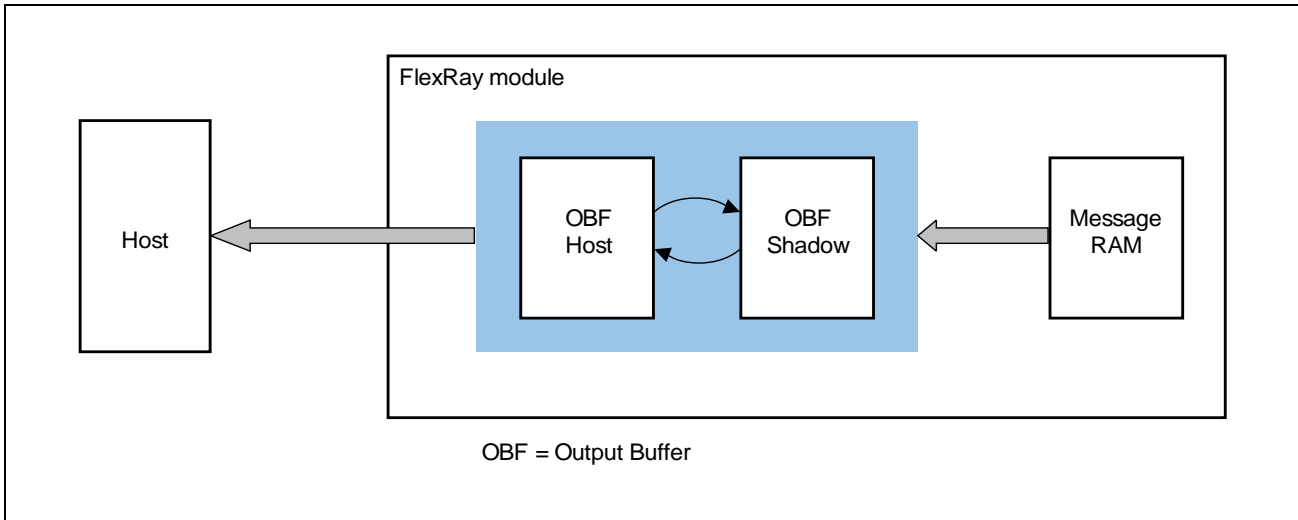 FlexRay module
Host
OBF
Host
OBF
Shadow
Message
RAM
OBF = Output Buffer